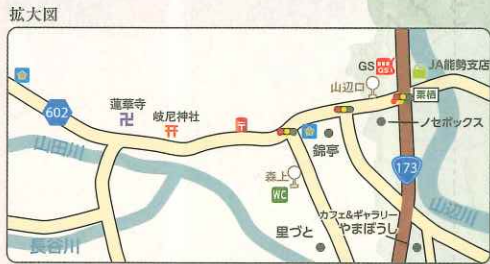 拡大図
GS
GS
JA能勢支店
山辺口
栗栖
602
蓮華寺
岐尼神社
〒
ノセボックス
錦亭
山田川
173
森上
WC
カフェ&ギャラリー
やまぼうし
里づと
山辺川
長谷川